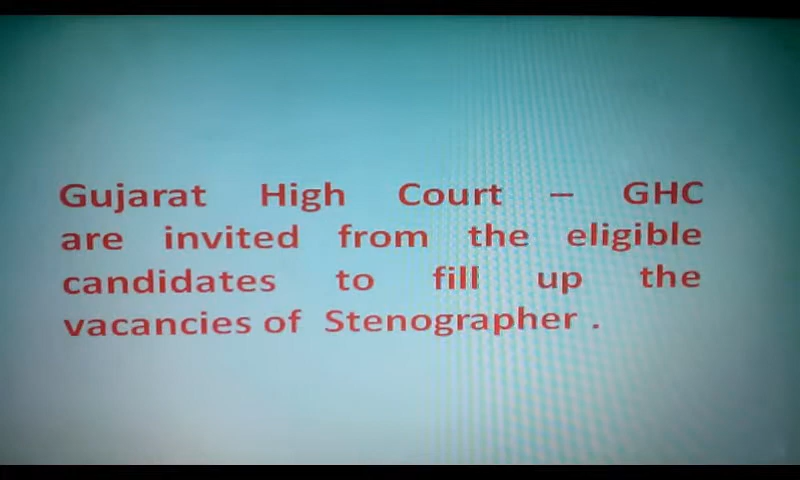 Gujarat High Court – GHC
are invited from the eligible
candidates to fill up the
vacancies of Stenographer .